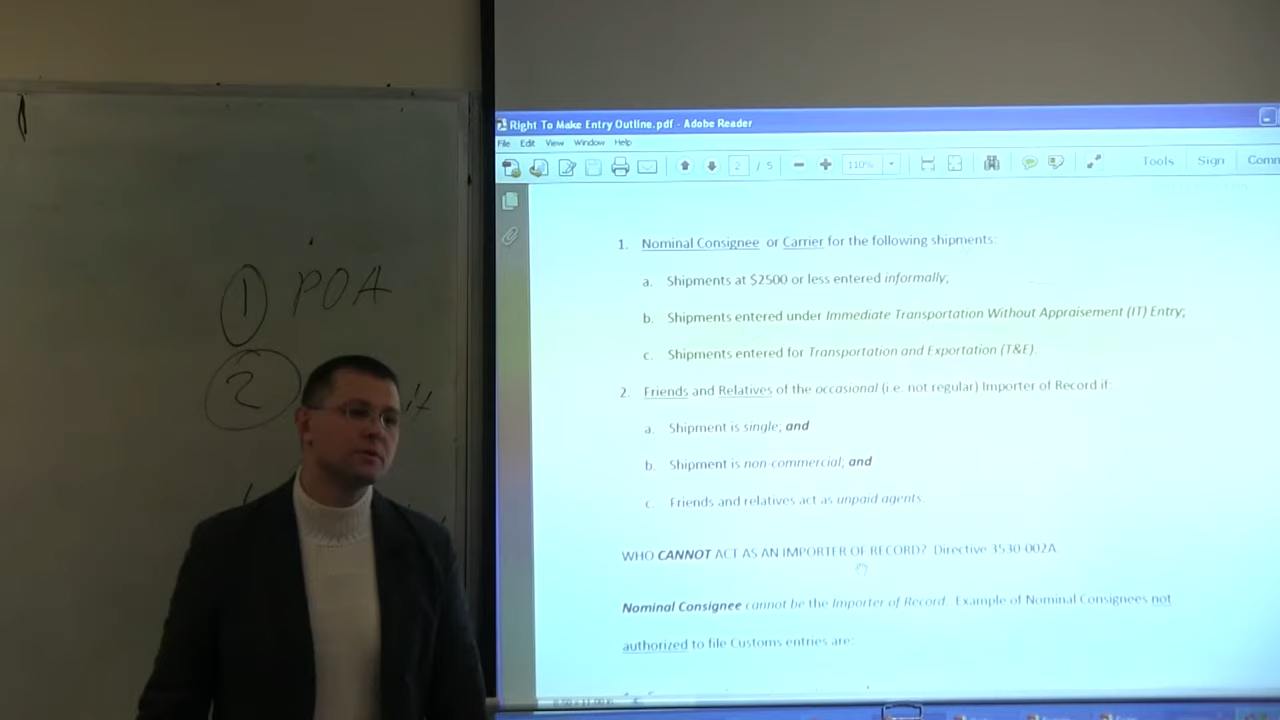 Right To Make Entry Outline.pdf - Adobe Reader
File Edit View Window Help
2 / 5 110% Tools Sign Comm
1. Nominal Consignee or Carrier for the following shipments:
a. Shipments at $2500 or less entered informally;
b. Shipments entered under Immediate Transportation Without Appraisement (IT) Entry;
c. Shipments entered for Transportation and Exportation (T&E).
2. Friends and Relatives of the occasional (i.e. not regular) Importer of Record if:
a. Shipment is single; and
b. Shipment is non-commercial; and
c. Friends and relatives act as unpaid agents.
WHO CANNOT ACT AS AN IMPORTER OF RECORD? Directive 3530-002A.
Nominal Consignee cannot be the Importer of Record. Example of Nominal Consignees not
authorized to file Customs entries are:
1 POA
2 it